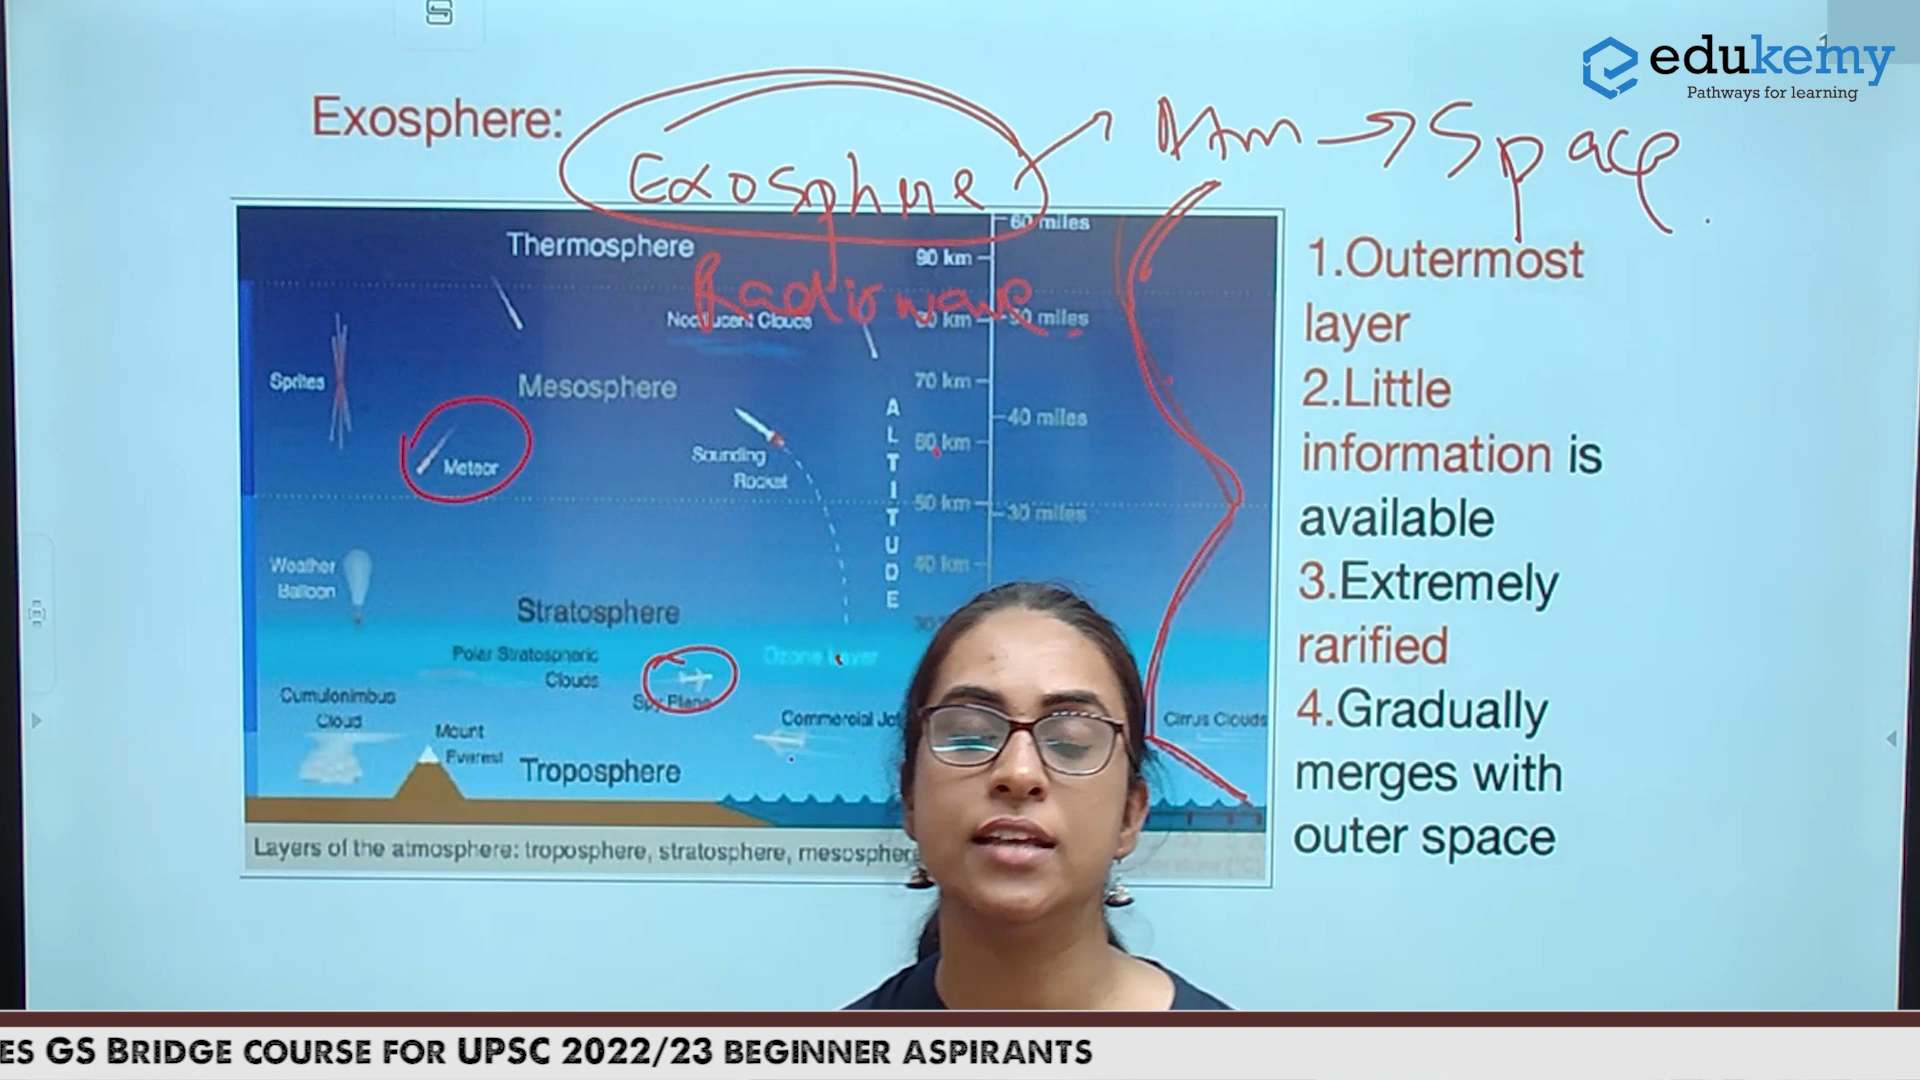 edukemy
Pathways for learning
Exosphere:
Exosphere
Atm → Space
Thermosphere
60 miles
90 km
Radio wave
Noctilucent Clouds
80 km
50 miles
Sprites
Mesosphere
70 km
40 miles
60 km
Meteor
Sounding
Rocket
ALTITUDE
50 km
30 miles
Weather
Balloon
40 km
Stratosphere
Polar Stratospheric
Clouds
Ozone Layer
Spy Plane
Cumulonimbus
Cloud
Commercial Jet
Cirrus Clouds
Mount
Everest
Troposphere
Layers of the atmosphere: troposphere, stratosphere,
1.Outermost
layer
2.Little
information is
available
3.Extremely
rarified
4.Gradually
merges with
outer space
ES GS BRIDGE COURSE FOR UPSC 2022/23 BEGINNER ASPIRANTS